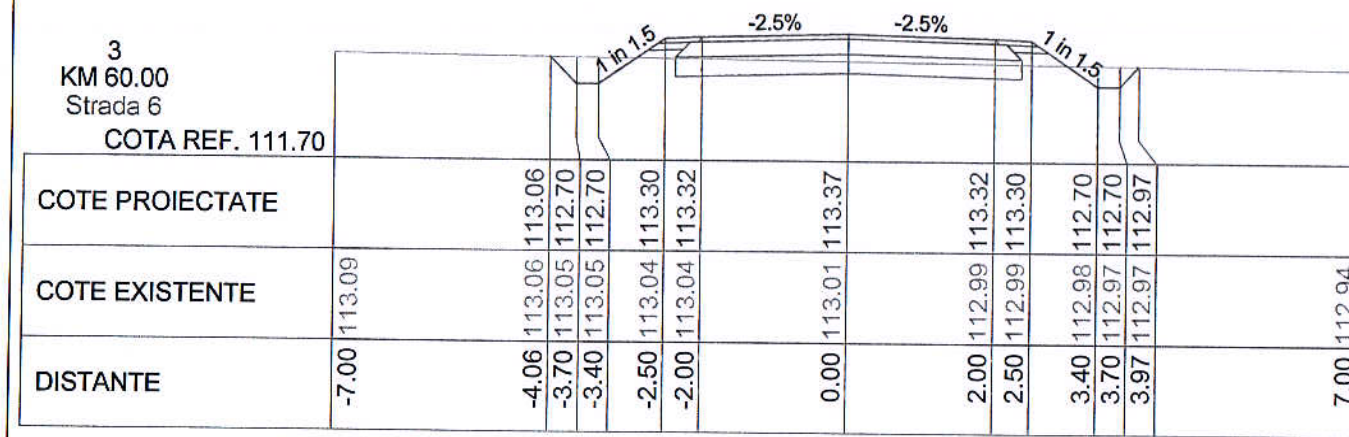 -2.5% -2.5%
1 in 1.5 1 in 1.5
3
KM 60.00
Strada 6
COTA REF. 111.70
COTE PROIECTATE 113.06 112.70 112.70 113.30 113.32 113.37 113.32 113.30 112.70 112.70 112.97
COTE EXISTENTE 113.09 113.06 113.05 113.05 113.04 113.04 113.01 112.99 112.99 112.98 112.97 112.97 112.94
DISTANTE -7.00 -4.06 -3.70 -3.40 -2.50 -2.00 0.00 2.00 2.50 3.40 3.70 3.97 7.00